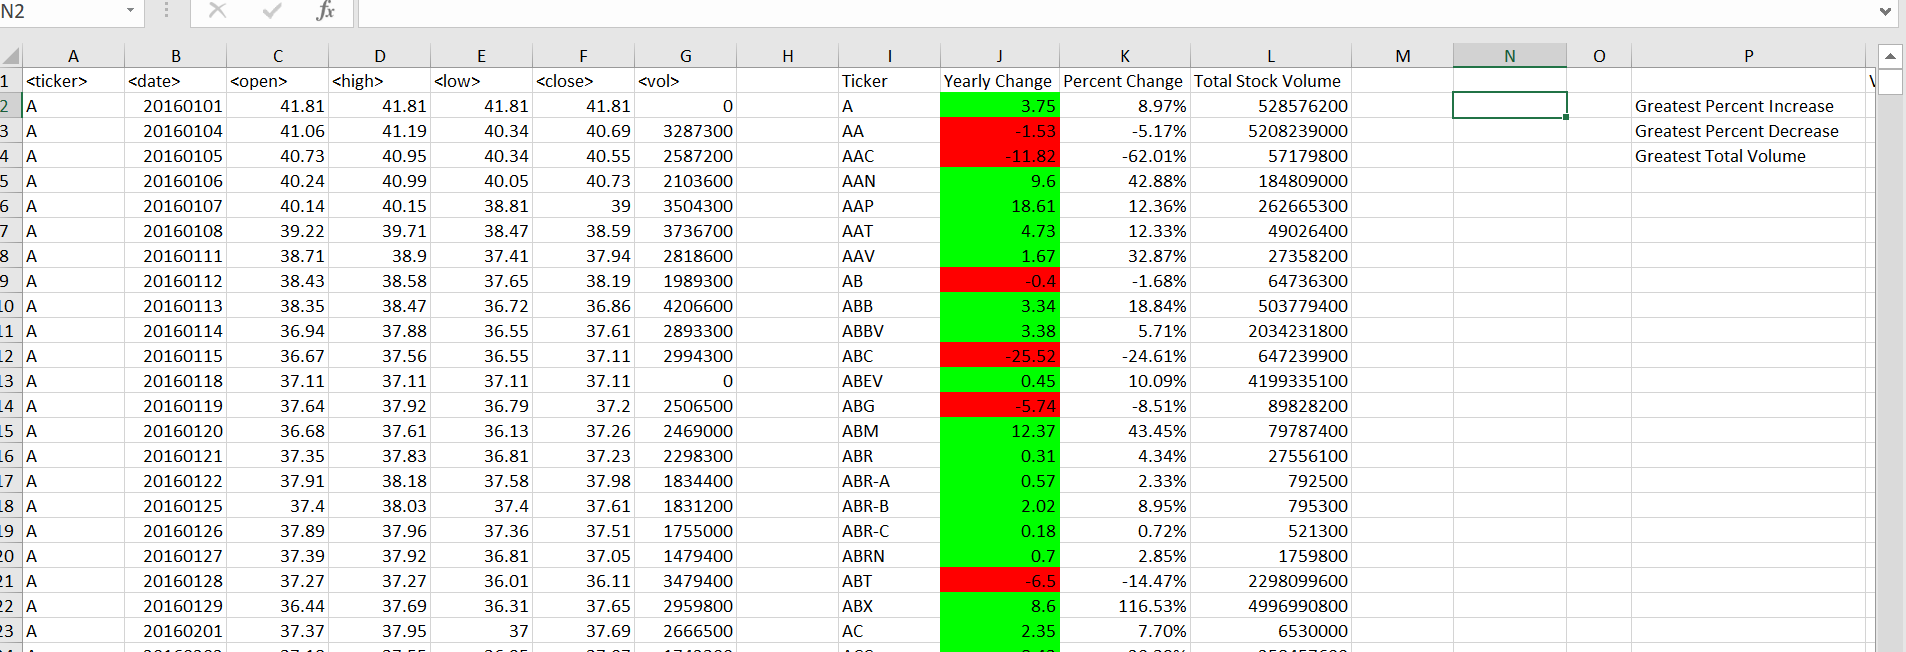 N2 fx
A B C D E F G H I J K L M N O P
1 <ticker> <date> <open> <high> <low> <close> <vol> Ticker Yearly Change Percent Change Total Stock Volume
2 A 20160101 41.81 41.81 41.81 41.81 0 A 3.75 8.97% 528576200 Greatest Percent Increase
3 A 20160104 41.06 41.19 40.34 40.69 3287300 AA -1.53 -5.17% 5208239000 Greatest Percent Decrease
4 A 20160105 40.73 40.95 40.34 40.55 2587200 AAC -11.82 -62.01% 57179800 Greatest Total Volume
5 A 20160106 40.24 40.99 40.05 40.73 2103600 AAN 9.6 42.88% 184809000
6 A 20160107 40.14 40.15 38.81 39 3504300 AAP 18.61 12.36% 262665300
7 A 20160108 39.22 39.71 38.47 38.59 3736700 AAT 4.73 12.33% 49026400
8 A 20160111 38.71 38.9 37.41 37.94 2818600 AAV 1.67 32.87% 27358200
9 A 20160112 38.43 38.58 37.65 38.19 1989300 AB -0.4 -1.68% 64736300
10 A 20160113 38.35 38.47 36.72 36.86 4206600 ABB 3.34 18.84% 503779400
11 A 20160114 36.94 37.88 36.55 37.61 2893300 ABBV 3.38 5.71% 2034231800
12 A 20160115 36.67 37.56 36.55 37.11 2994300 ABC -25.52 -24.61% 647239900
13 A 20160118 37.11 37.11 37.11 37.11 0 ABEV 0.45 10.09% 4199335100
14 A 20160119 37.64 37.92 36.79 37.2 2506500 ABG -5.74 -8.51% 89828200
15 A 20160120 36.68 37.61 36.13 37.26 2469000 ABM 12.37 43.45% 79787400
16 A 20160121 37.35 37.83 36.81 37.23 2298300 ABR 0.31 4.34% 27556100
17 A 20160122 37.91 38.18 37.58 37.98 1834400 ABR-A 0.57 2.33% 792500
18 A 20160125 37.4 38.03 37.4 37.61 1831200 ABR-B 2.02 8.95% 795300
19 A 20160126 37.89 37.96 37.36 37.51 1755000 ABR-C 0.18 0.72% 521300
20 A 20160127 37.39 37.92 36.81 37.05 1479400 ABRN 0.7 2.85% 1759800
21 A 20160128 37.27 37.27 36.01 36.11 3479400 ABT -6.5 -14.47% 2298099600
22 A 20160129 36.44 37.69 36.31 37.65 2959800 ABX 8.6 116.53% 4996990800
23 A 20160201 37.37 37.95 37 37.69 2666500 AC 2.35 7.70% 6530000